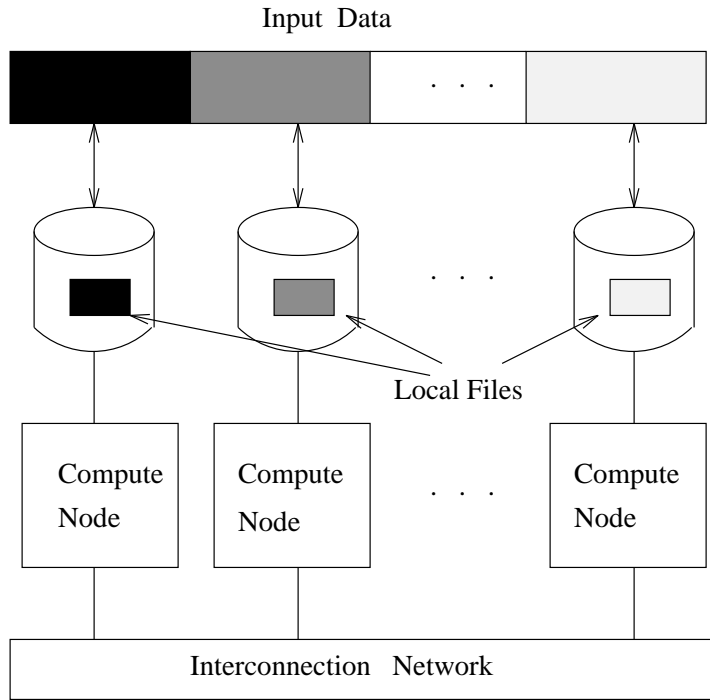 Input Data
. . .
. . .
Local Files
Compute
Node
Compute
Node
. . .
Compute
Node
Interconnection Network